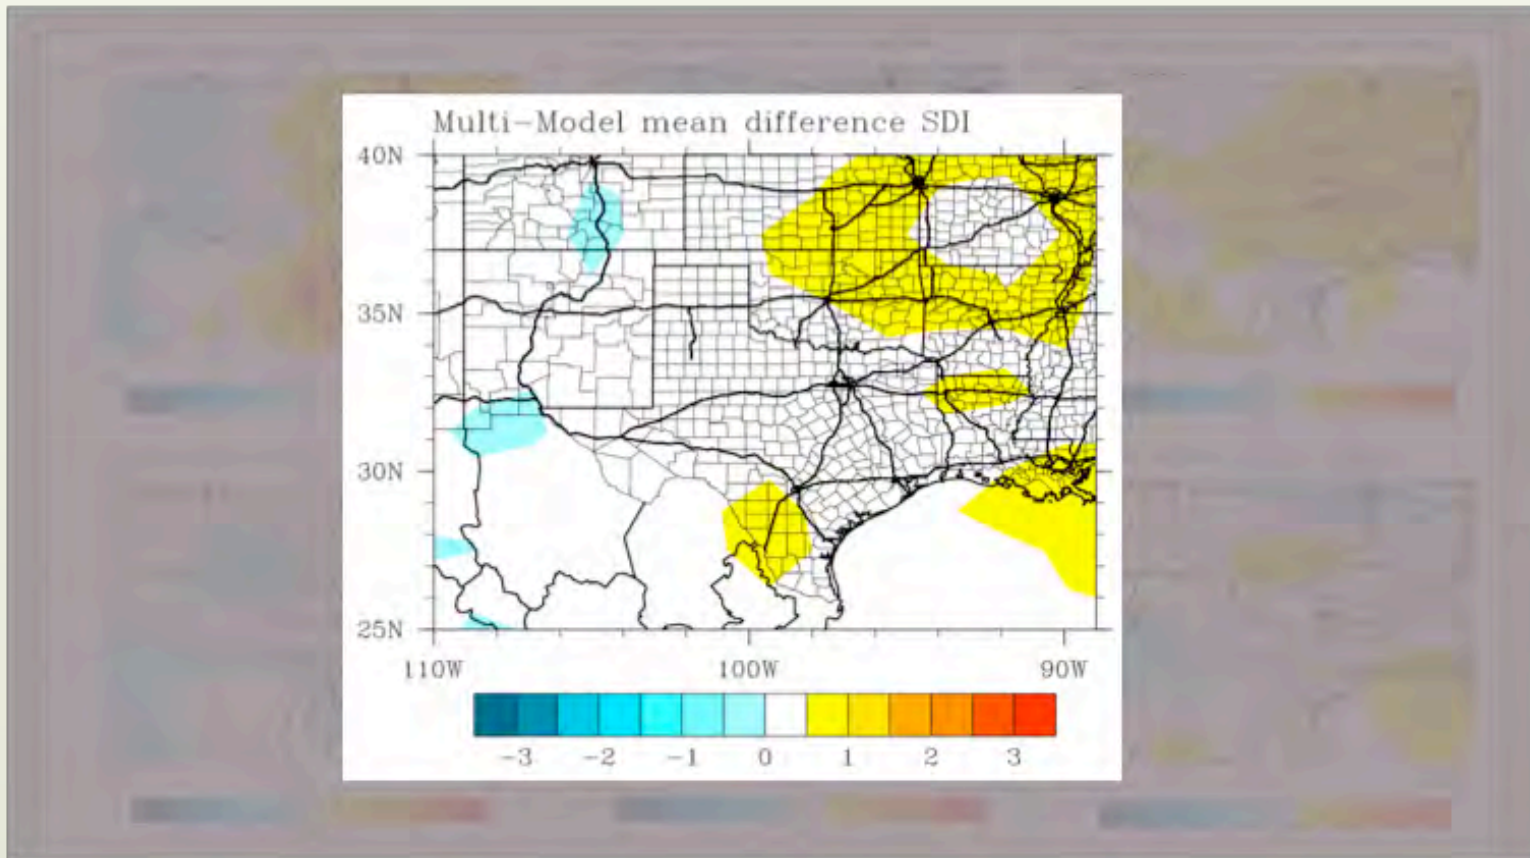 Multi-Model mean difference SDI
40N
35N
30N
25N
110W 100W 90W
-3 -2 -1 0 1 2 3